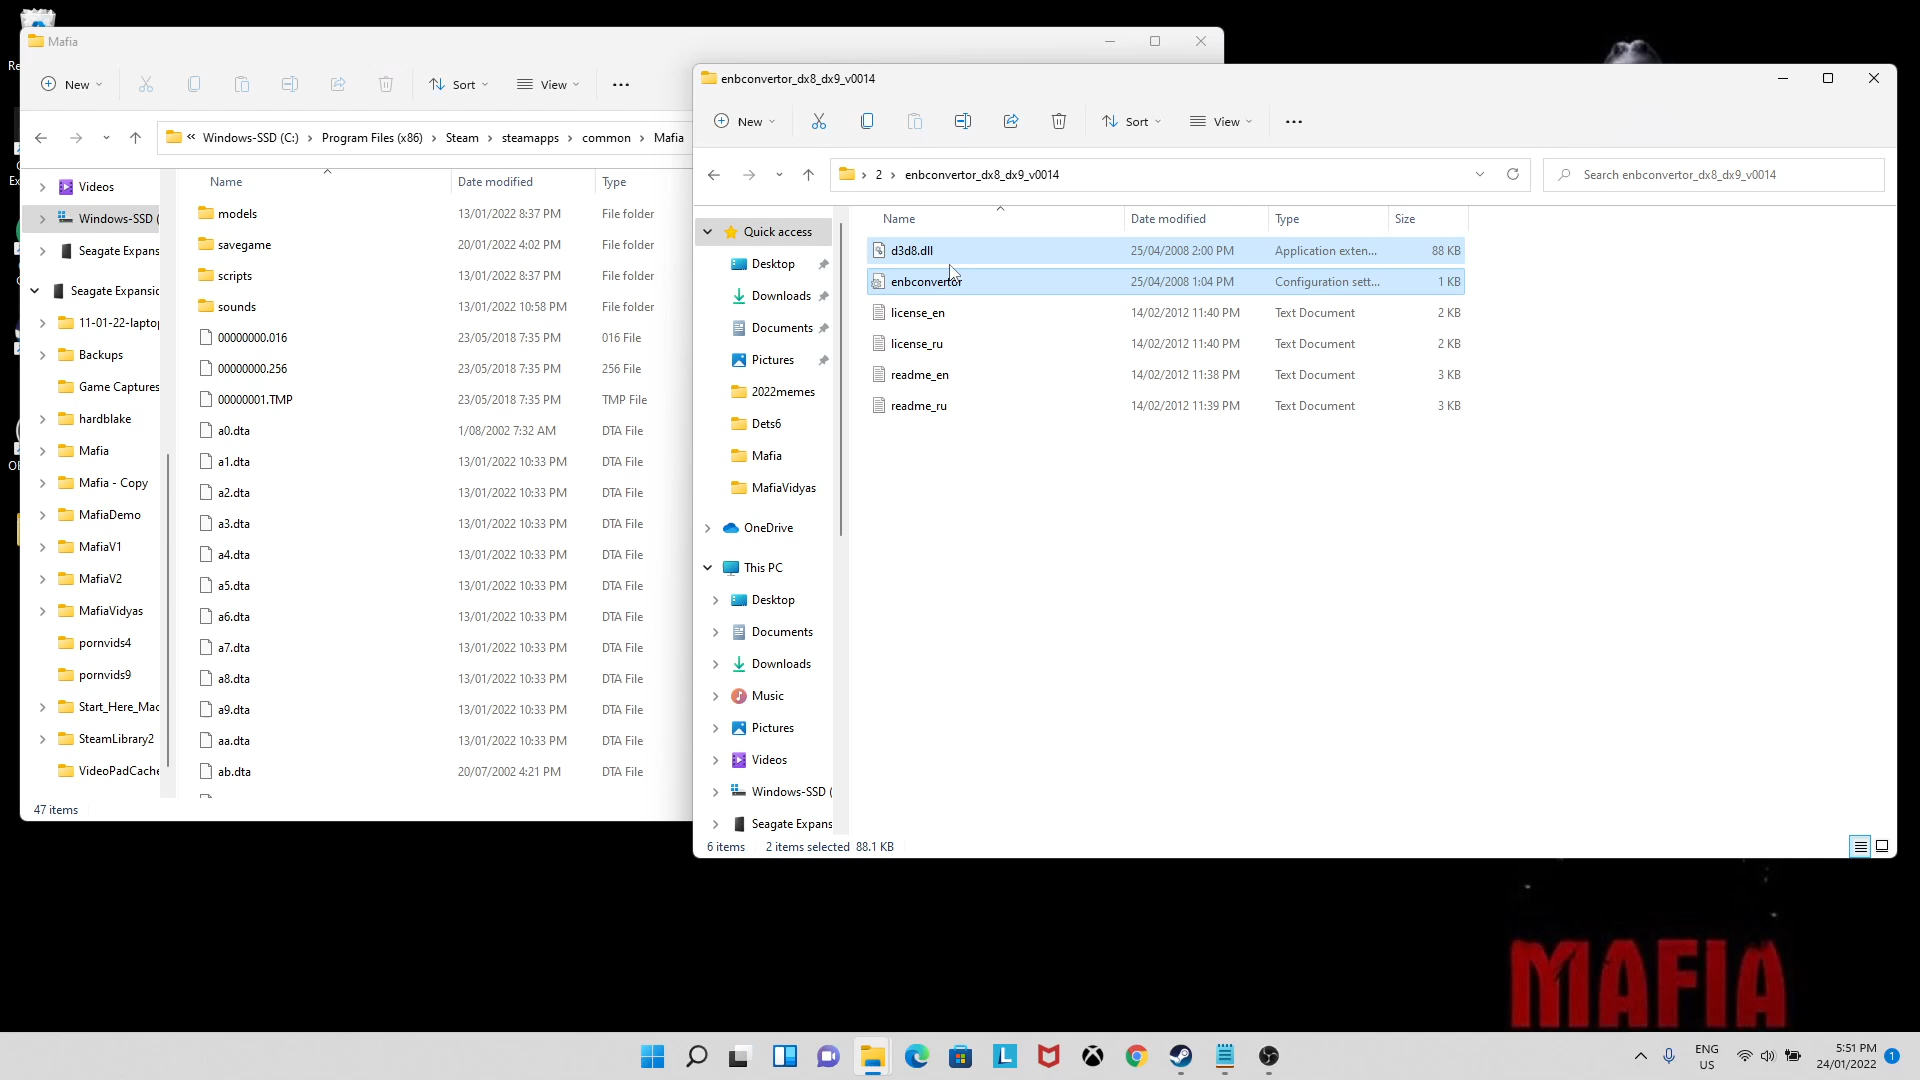 Re
Ex
OB
Mafia
New
Sort
View
«
Windows-SSD (C:) > Program Files (x86) > Steam > steamapps > common > Mafia
Videos
Windows-SSD (
Seagate Expans
Seagate Expansio
11-01-22-laptop
Backups
Game Captures
hardblake
Mafia
Mafia - Copy
MafiaDemo
MafiaV1
MafiaV2
MafiaVidyas
pornvids4
pornvids9
Start_Here_Mac
SteamLibrary2
VideoPadCache
Name Date modified Type
models 13/01/2022 8:37 PM File folder
savegame 20/01/2022 4:02 PM File folder
scripts 13/01/2022 8:37 PM File folder
sounds 13/01/2022 10:58 PM File folder
00000000.016 23/05/2018 7:35 PM 016 File
00000000.256 23/05/2018 7:35 PM 256 File
00000001.TMP 23/05/2018 7:35 PM TMP File
a0.dta 1/08/2002 7:32 AM DTA File
a1.dta 13/01/2022 10:33 PM DTA File
a2.dta 13/01/2022 10:33 PM DTA File
a3.dta 13/01/2022 10:33 PM DTA File
a4.dta 13/01/2022 10:33 PM DTA File
a5.dta 13/01/2022 10:33 PM DTA File
a6.dta 13/01/2022 10:33 PM DTA File
a7.dta 13/01/2022 10:33 PM DTA File
a8.dta 13/01/2022 10:33 PM DTA File
a9.dta 13/01/2022 10:33 PM DTA File
aa.dta 13/01/2022 10:33 PM DTA File
ab.dta 20/07/2002 4:21 PM DTA File
47 items
enbconvertor_dx8_dx9_v0014
New
Sort
View
2 > enbconvertor_dx8_dx9_v0014
Search enbconvertor_dx8_dx9_v0014
Quick access
Desktop
Downloads
Documents
Pictures
2022memes
Dets6
Mafia
MafiaVidyas
OneDrive
This PC
Desktop
Documents
Downloads
Music
Pictures
Videos
Windows-SSD (
Seagate Expans
Name Date modified Type Size
d3d8.dll 25/04/2008 2:00 PM Application exten... 88 KB
enbconvertor 25/04/2008 1:04 PM Configuration sett... 1 KB
license_en 14/02/2012 11:40 PM Text Document 2 KB
license_ru 14/02/2012 11:40 PM Text Document 2 KB
readme_en 14/02/2012 11:38 PM Text Document 3 KB
readme_ru 14/02/2012 11:39 PM Text Document 3 KB
6 items 2 items selected 88.1 KB
MAFIA
ENG
US
5:51 PM
24/01/2022
1